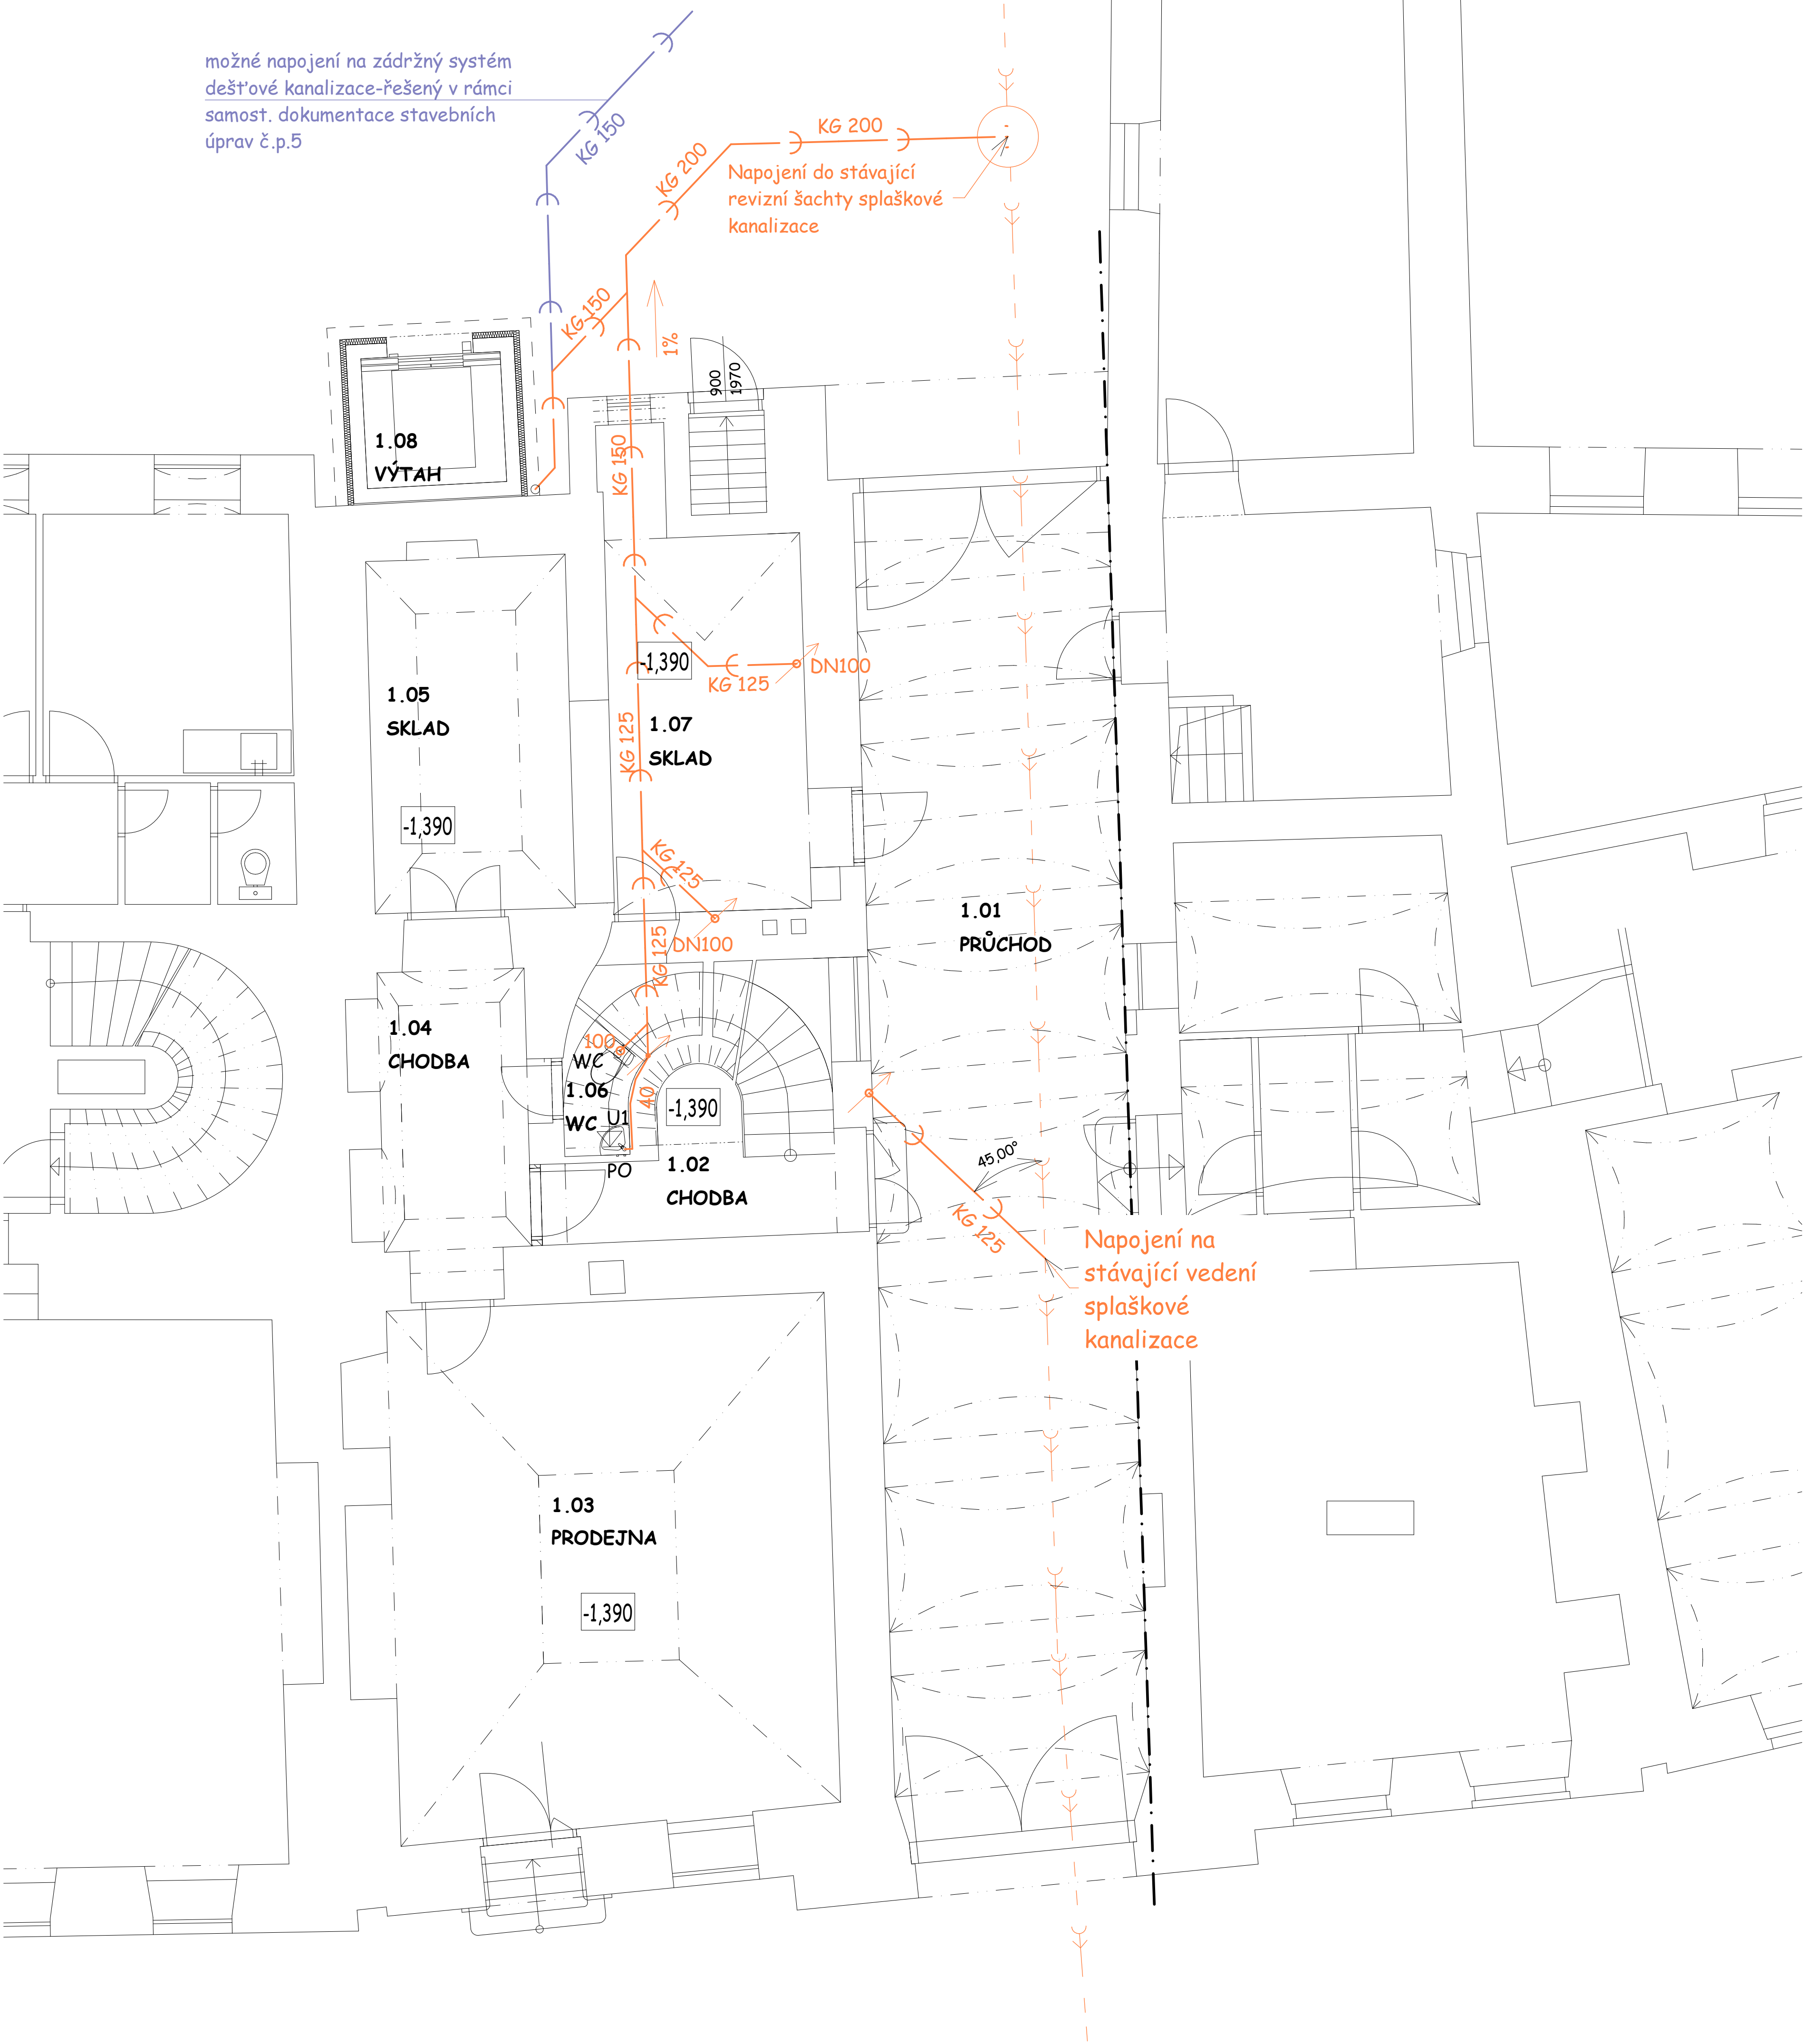 možné napojení na zádržný systém
dešťové kanalizace-řešený v rámci
samost. dokumentace stavebních
úprav č.p.5
KG 150
KG 200
KG 200
Napojení do stávající
revizní šachty splaškové
kanalizace
KG 150
1%
900
1970
1.08
VÝTAH
KG 150
-1,390
DN100
KG 125
1.05
SKLAD
KG 125
1.07
SKLAD
-1,390
KG 125
1.01
PRŮCHOD
DN100
KG 125
1.04
CHODBA
100
WC
1.06
WC
U1
40
-1,390
PO
1.02
CHODBA
45,00°
KG 125
Napojení na
stávající vedení
splaškové
kanalizace
1.03
PRODEJNA
-1,390